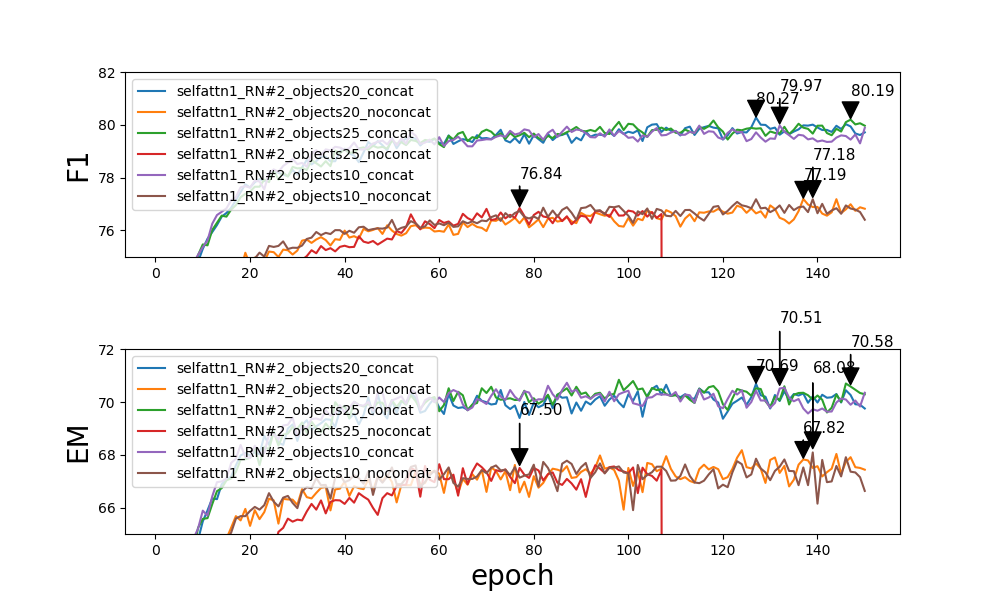 82
80
78
76
F1
selfattn1_RN#2_objects20_concat
selfattn1_RN#2_objects20_noconcat
selfattn1_RN#2_objects25_concat
selfattn1_RN#2_objects25_noconcat
selfattn1_RN#2_objects10_concat
selfattn1_RN#2_objects10_noconcat
76.84
80.27
79.97
80.19
77.18
77.19
0 20 40 60 80 100 120 140
72
70
68
66
EM
selfattn1_RN#2_objects20_concat
selfattn1_RN#2_objects20_noconcat
selfattn1_RN#2_objects25_concat
selfattn1_RN#2_objects25_noconcat
selfattn1_RN#2_objects10_concat
selfattn1_RN#2_objects10_noconcat
67.50
70.69
70.51
68.08
70.58
67.82
0 20 40 60 80 100 120 140
epoch